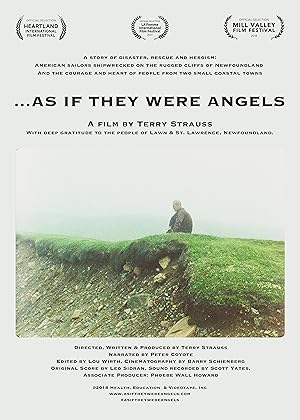 OFFICIAL SELECTION
HEARTLAND
INTERNATIONAL
FILM FESTIVAL
OFFICIAL SELECTION
MILL VALLEY
FILM FESTIVAL
A story of disaster, rescue and heroism:
American sailors shipwrecked on the rugged cliffs of Newfoundland
And the courage and heart of people from two small coastal towns
...AS IF THEY WERE ANGELS
A film by Terry Strauss
With deep gratitude to the people of Lawn & St. Lawrence, Newfoundland.
Directed, Written & Produced by Terry Strauss
Narrated by Peter Coyote
Edited by Lou Wirth, Cinematography by Barry Schienberg
Original Score by Leo Sidran, Sound recorded by Scott Yates,
Associate Producer: Phoebe Wall Howard
©2018 Health, Education & Videotape, Inc
www.asiftheywereangels.com
#asiftheywereangels